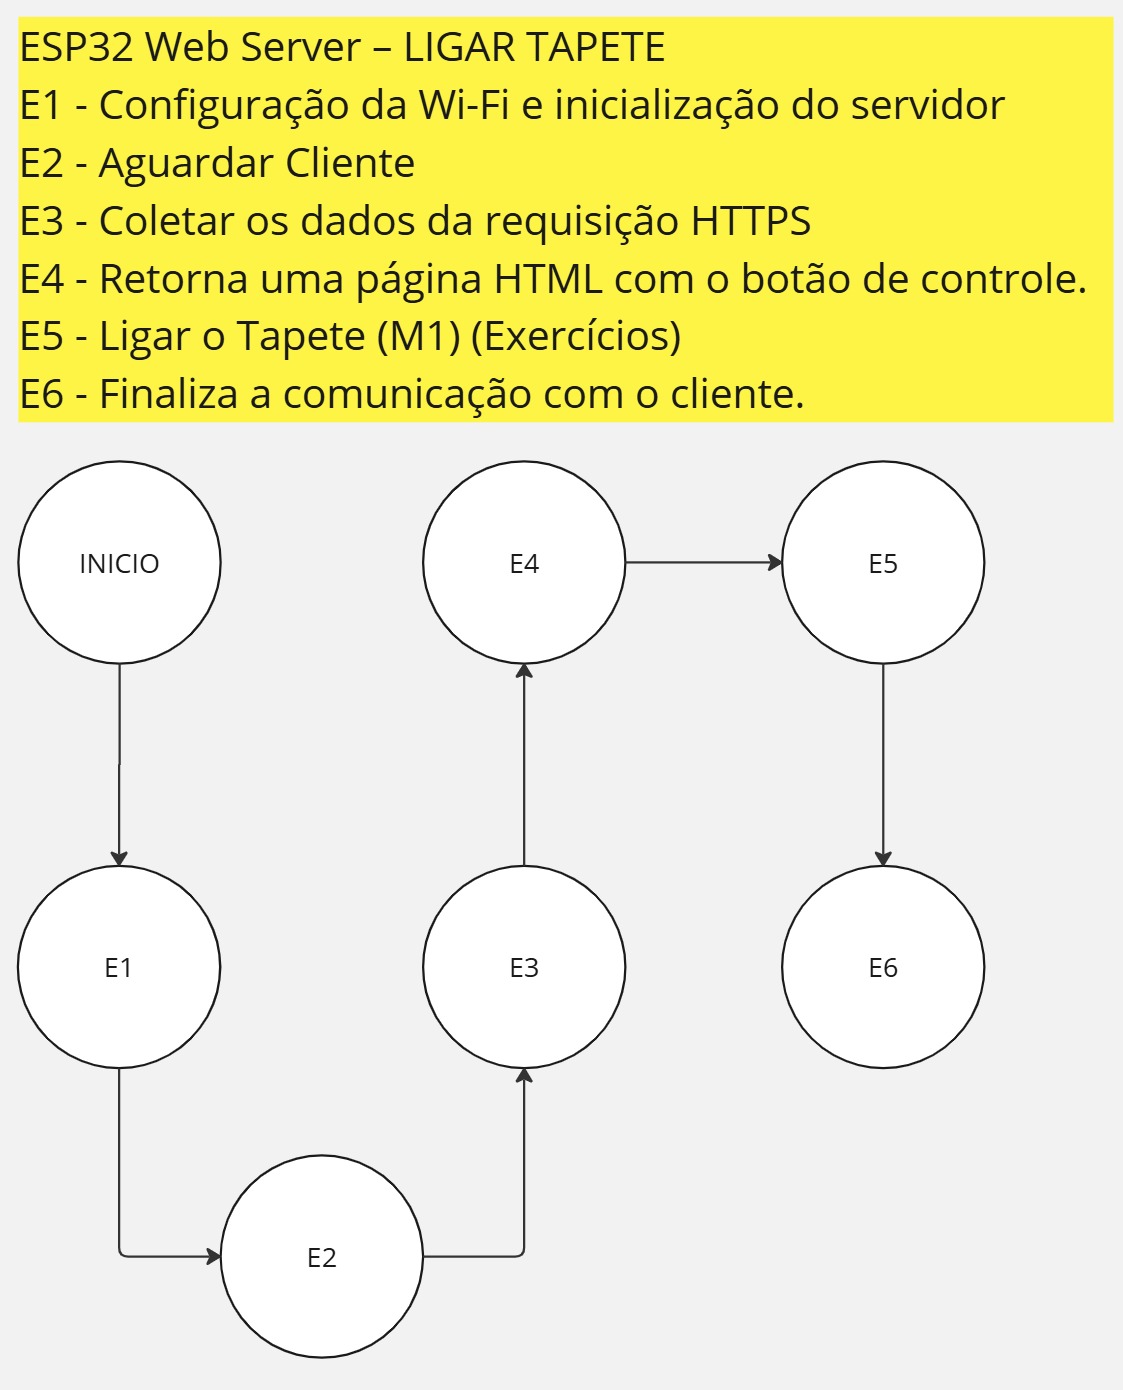 ESP32 Web Server – LIGAR TAPETE
E1 - Configuração da Wi-Fi e inicialização do servidor
E2 - Aguardar Cliente
E3 - Coletar os dados da requisição HTTPS
E4 - Retorna uma página HTML com o botão de controle.
E5 - Ligar o Tapete (M1) (Exercícios)
E6 - Finaliza a comunicação com o cliente.
INICIO
E4
E5
E1
E3
E6
E2